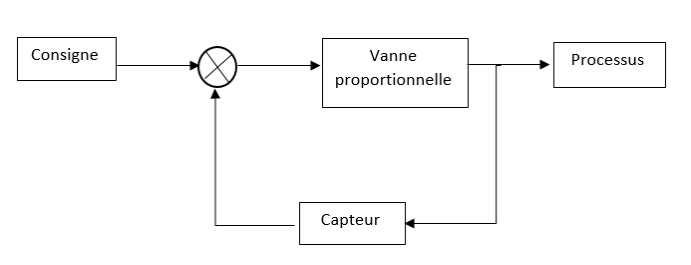 Consigne
Vanne
proportionnelle
Processus
Capteur